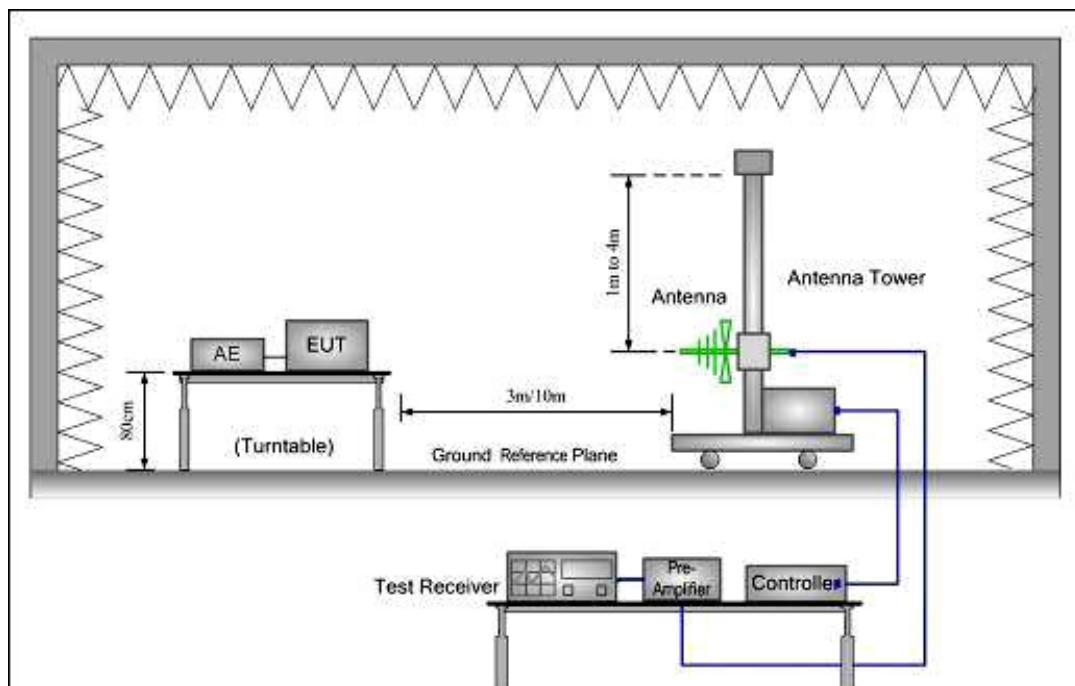 1m to 4m
Antenna Tower
Antenna
AE
EUT
80cm
3m/10m
(Turntable)
Ground Reference Plane
Test Receiver
Pre-
Amplifier
Controller